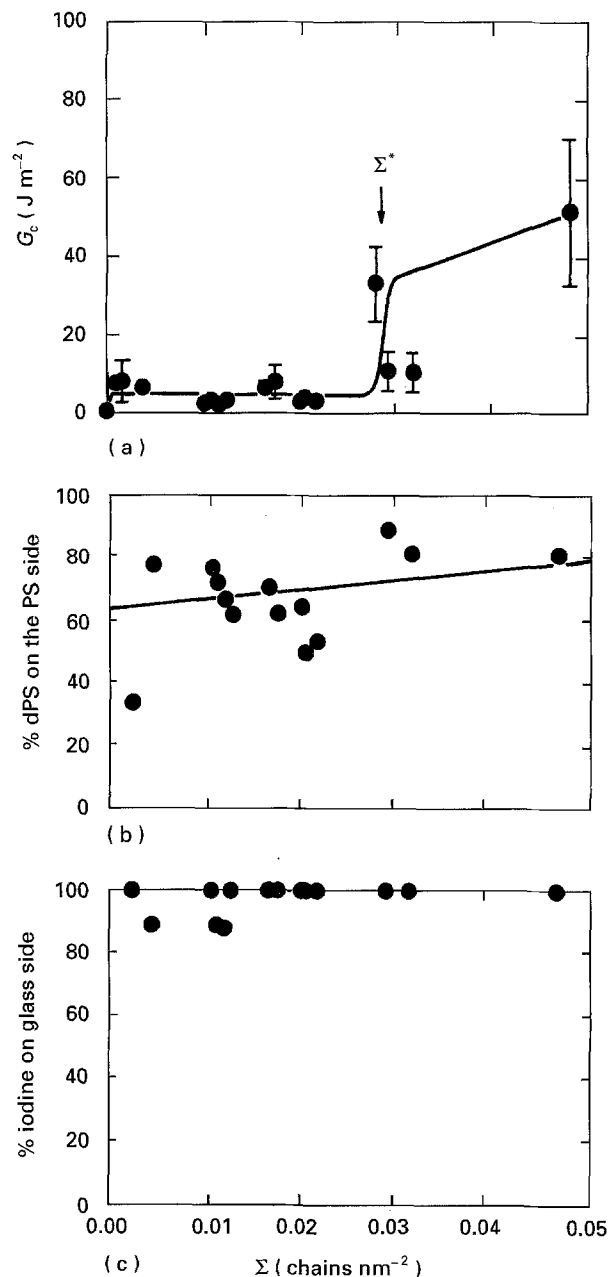 100
80
60
40
20
0
G_c ( J m⁻² )
Σ*
( a )
100
80
60
40
20
0
% dPS on the PS side
( b )
100
80
60
40
20
0
% iodine on glass side
0.00 0.01 0.02 0.03 0.04 0.05
( c ) Σ ( chains nm⁻² )